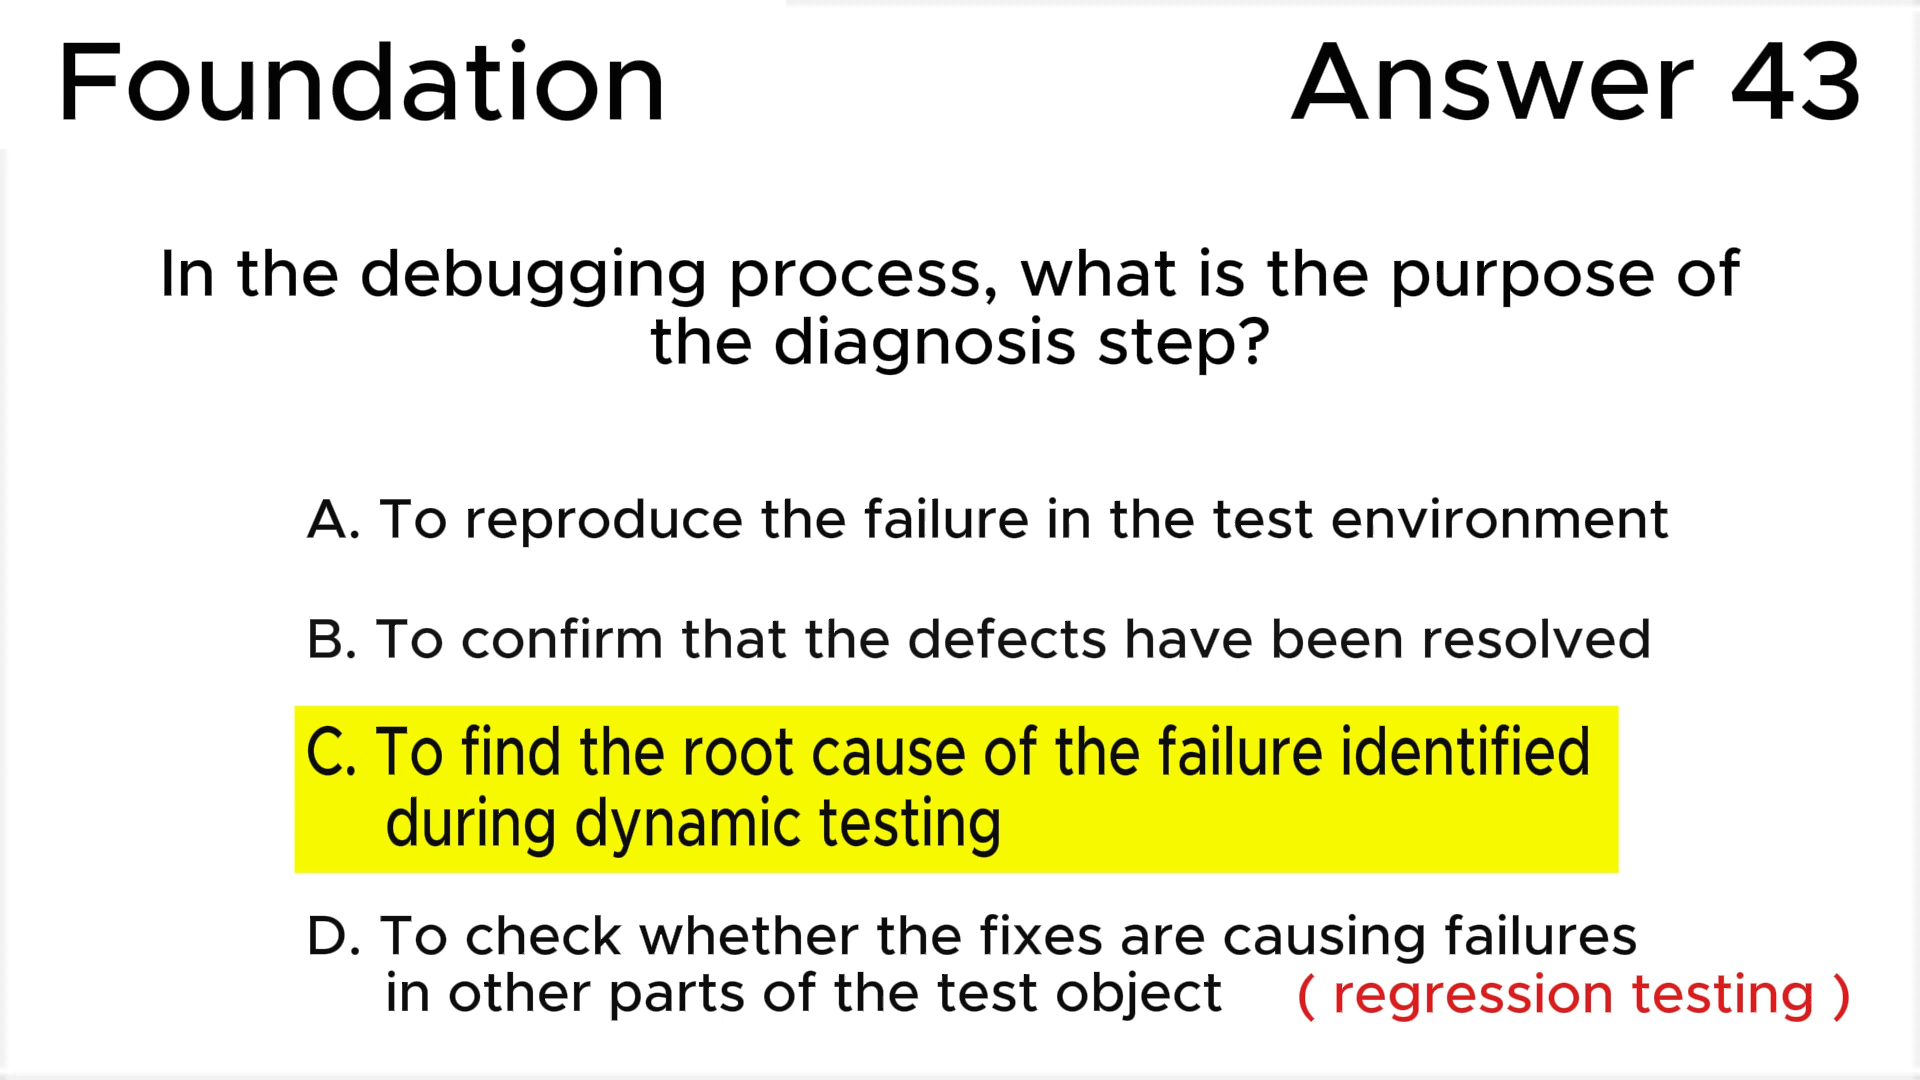 Foundation
Answer 43
In the debugging process, what is the purpose of
the diagnosis step?
A. To reproduce the failure in the test environment
B. To confirm that the defects have been resolved
C. To find the root cause of the failure identified
during dynamic testing
D. To check whether the fixes are causing failures
in other parts of the test object ( regression testing )